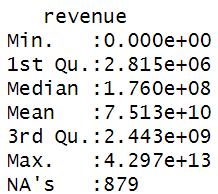 revenue
Min.   :0.000e+00
1st Qu.:2.815e+06
Median :1.760e+08
Mean   :7.513e+10
3rd Qu.:2.443e+09
Max.   :4.297e+13
NA's   :879